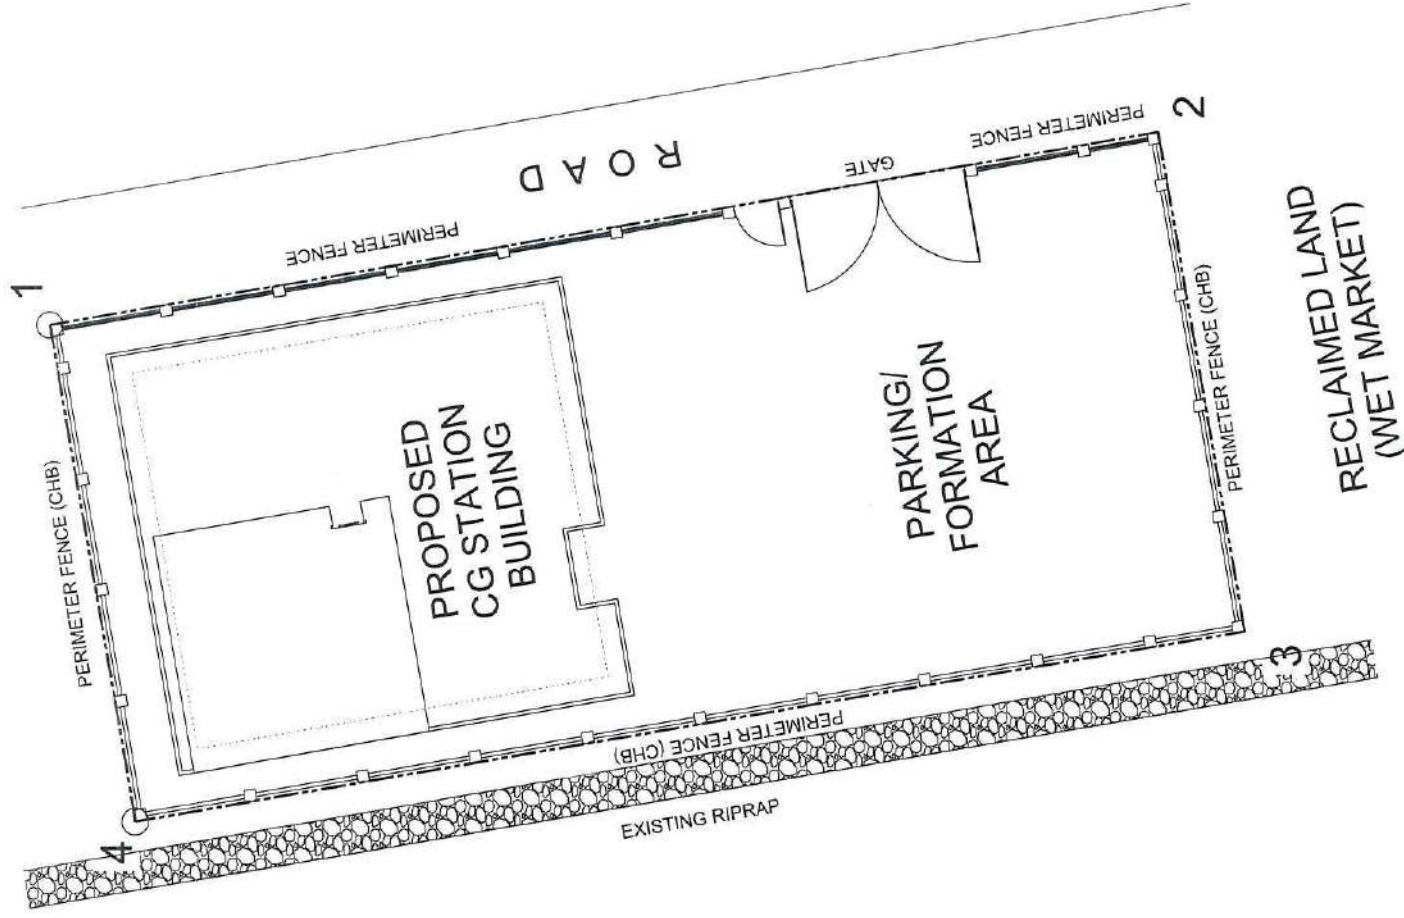 ROAD
1
2
PERIMETER FENCE
GATE
PERIMETER FENCE
PERIMETER FENCE (CHB)
PROPOSED
CG STATION
BUILDING
PARKING/
FORMATION
AREA
PERIMETER FENCE (CHB)
RECLAIMED LAND
(WET MARKET)
PERIMETER FENCE (CHB)
4
3
EXISTING RIPRAP